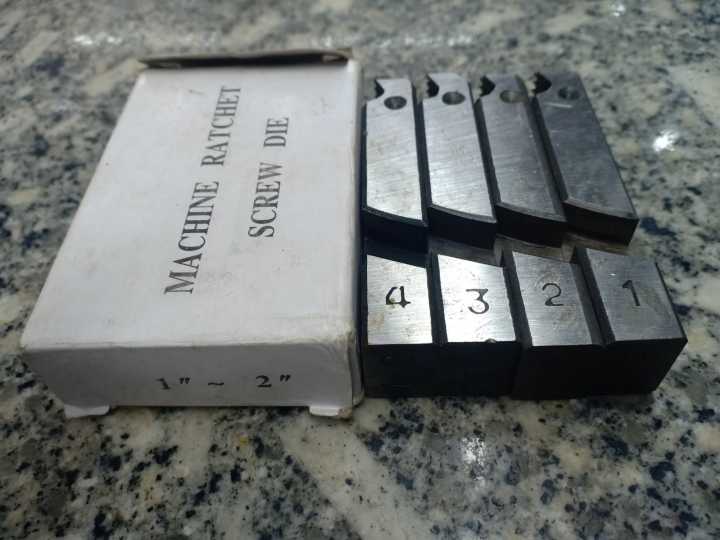 MACHINE RATCHET
SCREW DIE
1" ~ 2"
4 3 2 1